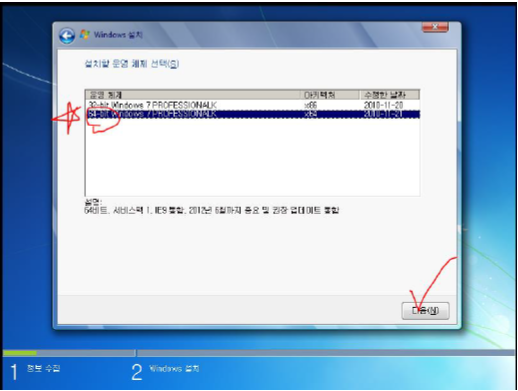 Windows 설치
설치할 운영 체제 선택(S)
운영 체제 아키텍처 수정한 날짜
32-bit Windows 7 PROFESSIONALK x86 2010-11-20
64-bit Windows 7 PROFESSIONALK x64 2010-11-20
설명:
64비트, 서비스팩 1, IE9 통합, 2012년 6월까지 중요 및 권장 업데이트 통합
다음(N)
1 정보 수집 2 Windows 설치